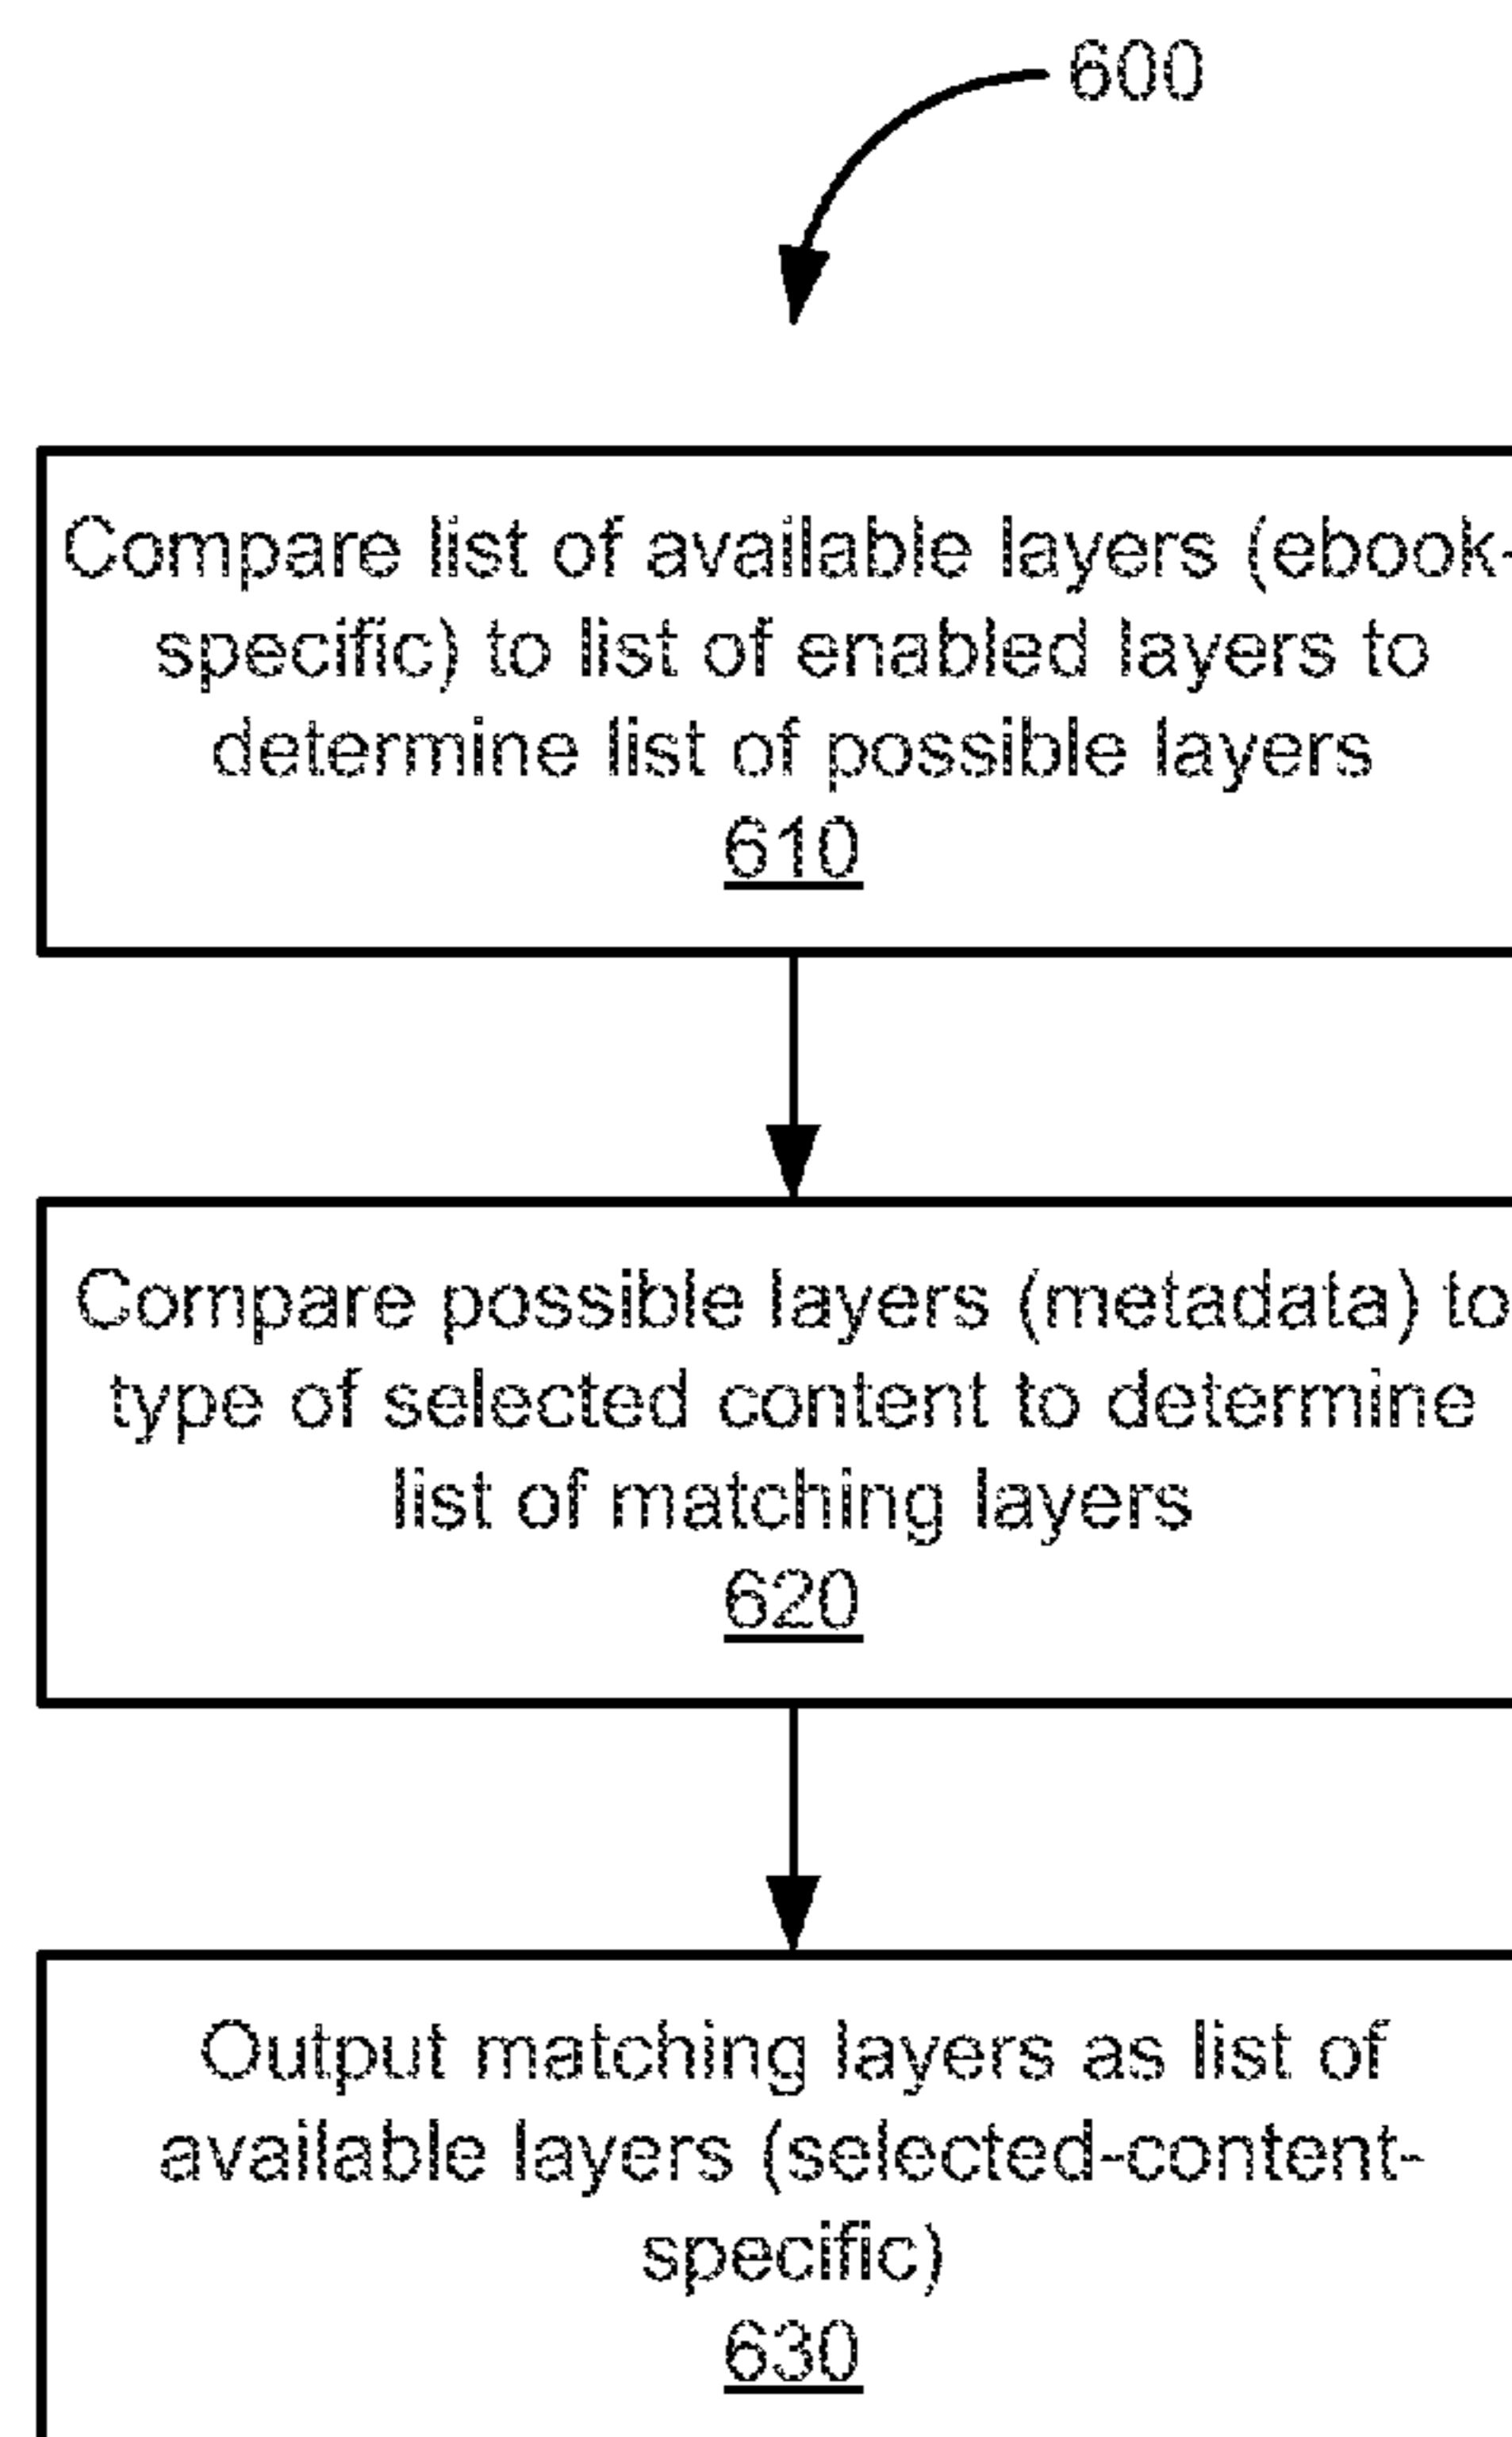 600
Compare list of available layers (ebook-
specific) to list of enabled layers to
determine list of possible layers
610
Compare possible layers (metadata) to
type of selected content to determine
list of matching layers
620
Output matching layers as list of
available layers (selected-content-
specific)
630